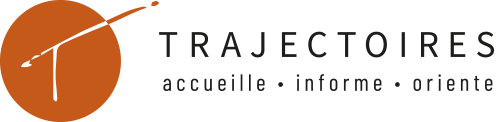 TRAJECTOIRES
accueille • informe • oriente